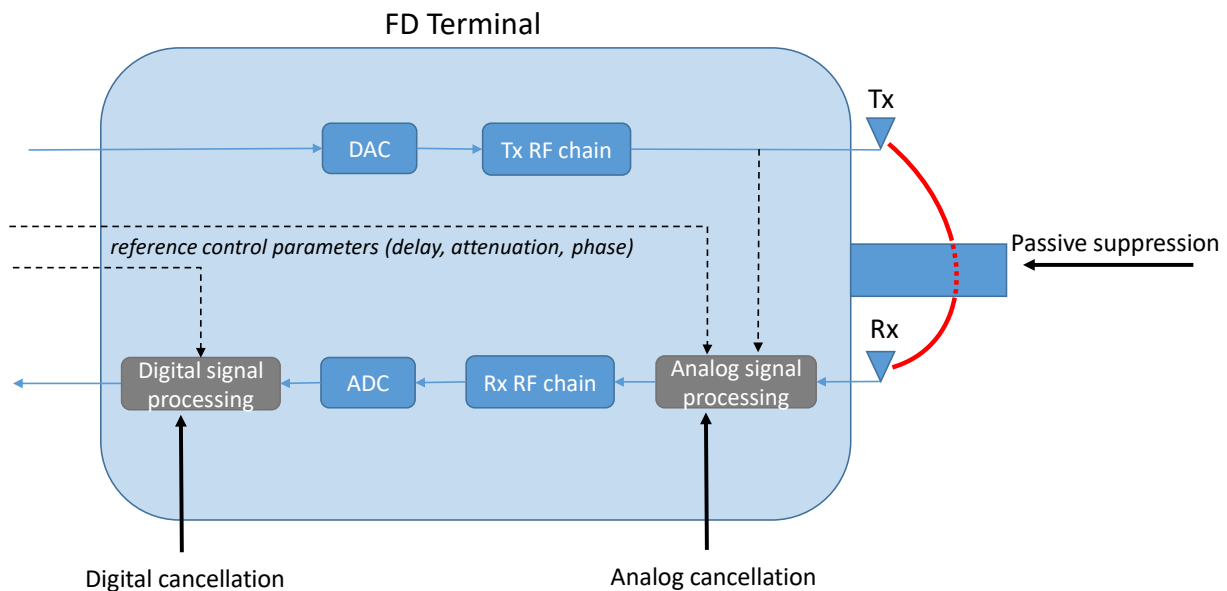 FD Terminal
Tx
DAC
Tx RF chain
reference control parameters (delay, attenuation, phase)
Passive suppression
Rx
Digital signal
processing
ADC
Rx RF chain
Analog signal
processing
Digital cancellation
Analog cancellation